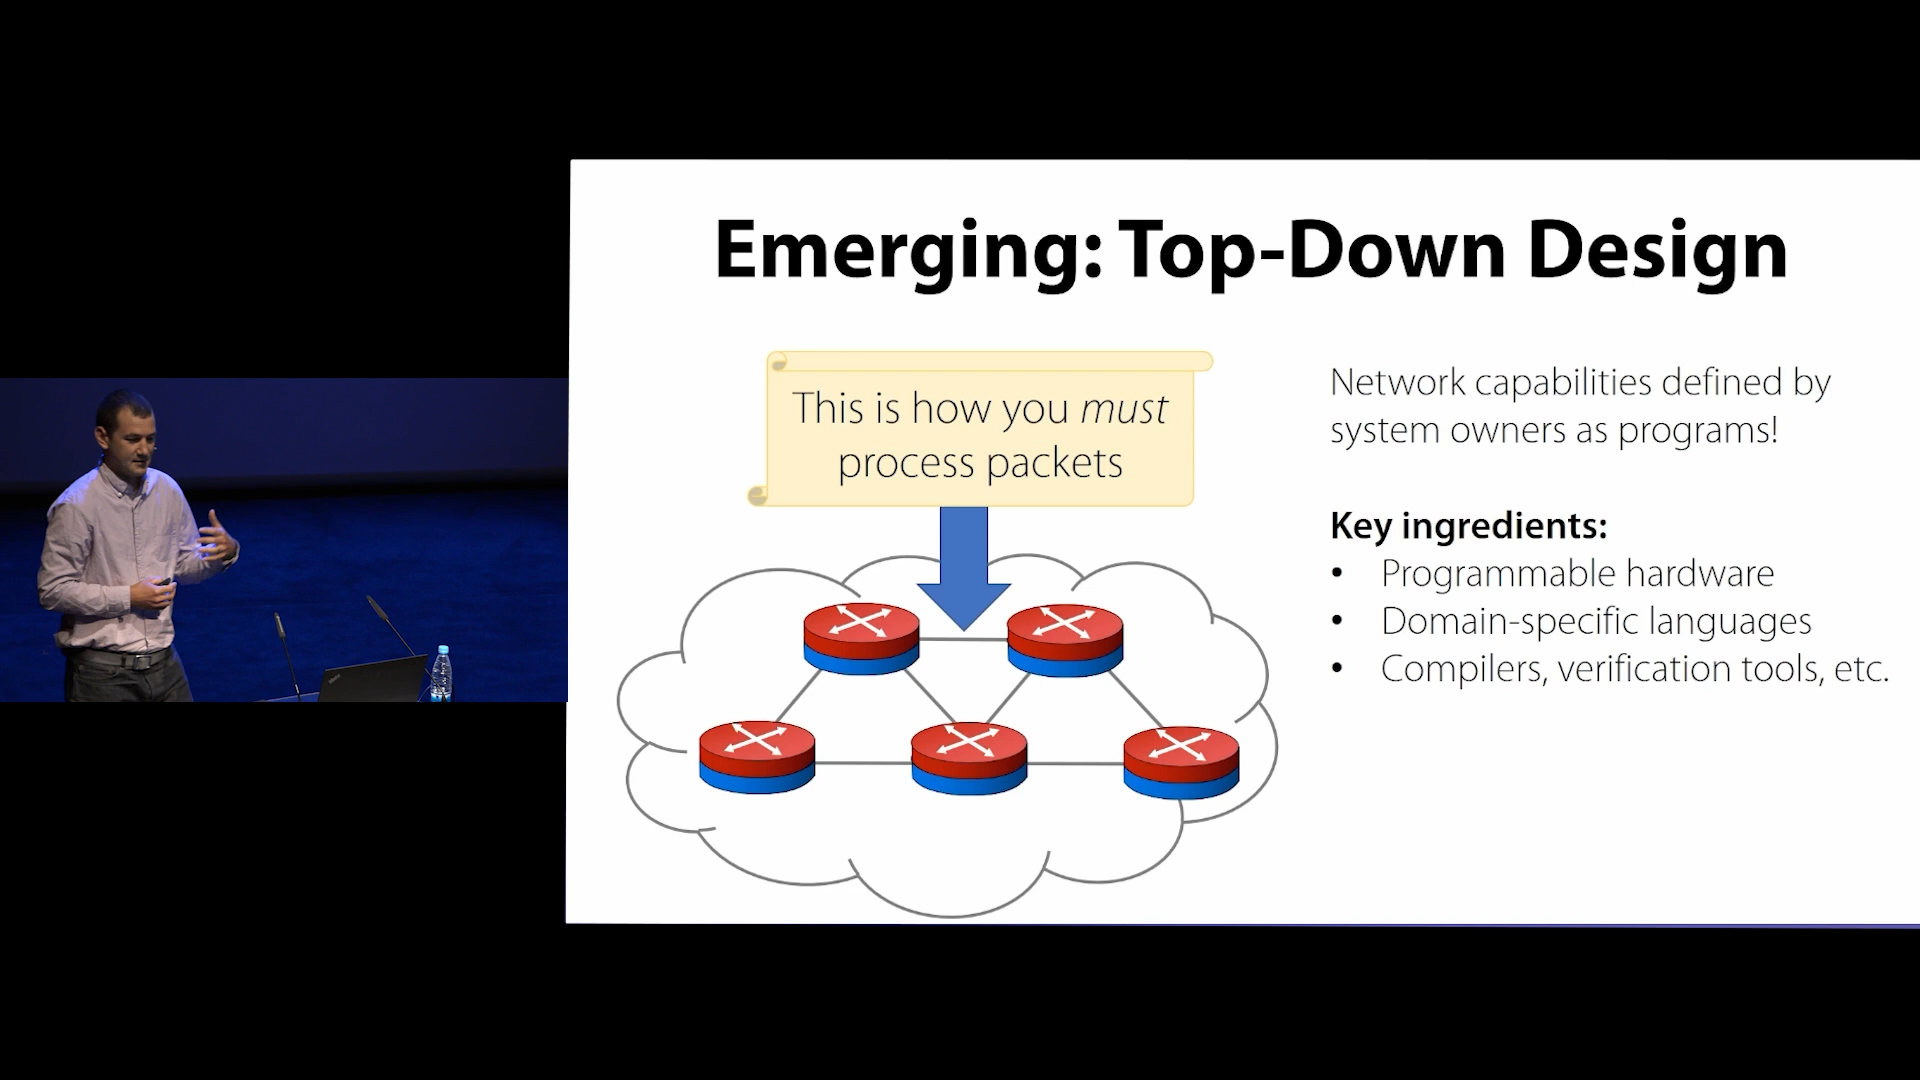 Emerging: Top-Down Design
This is how you must
process packets
Network capabilities defined by
system owners as programs!
Key ingredients:
• Programmable hardware
• Domain-specific languages
• Compilers, verification tools, etc.